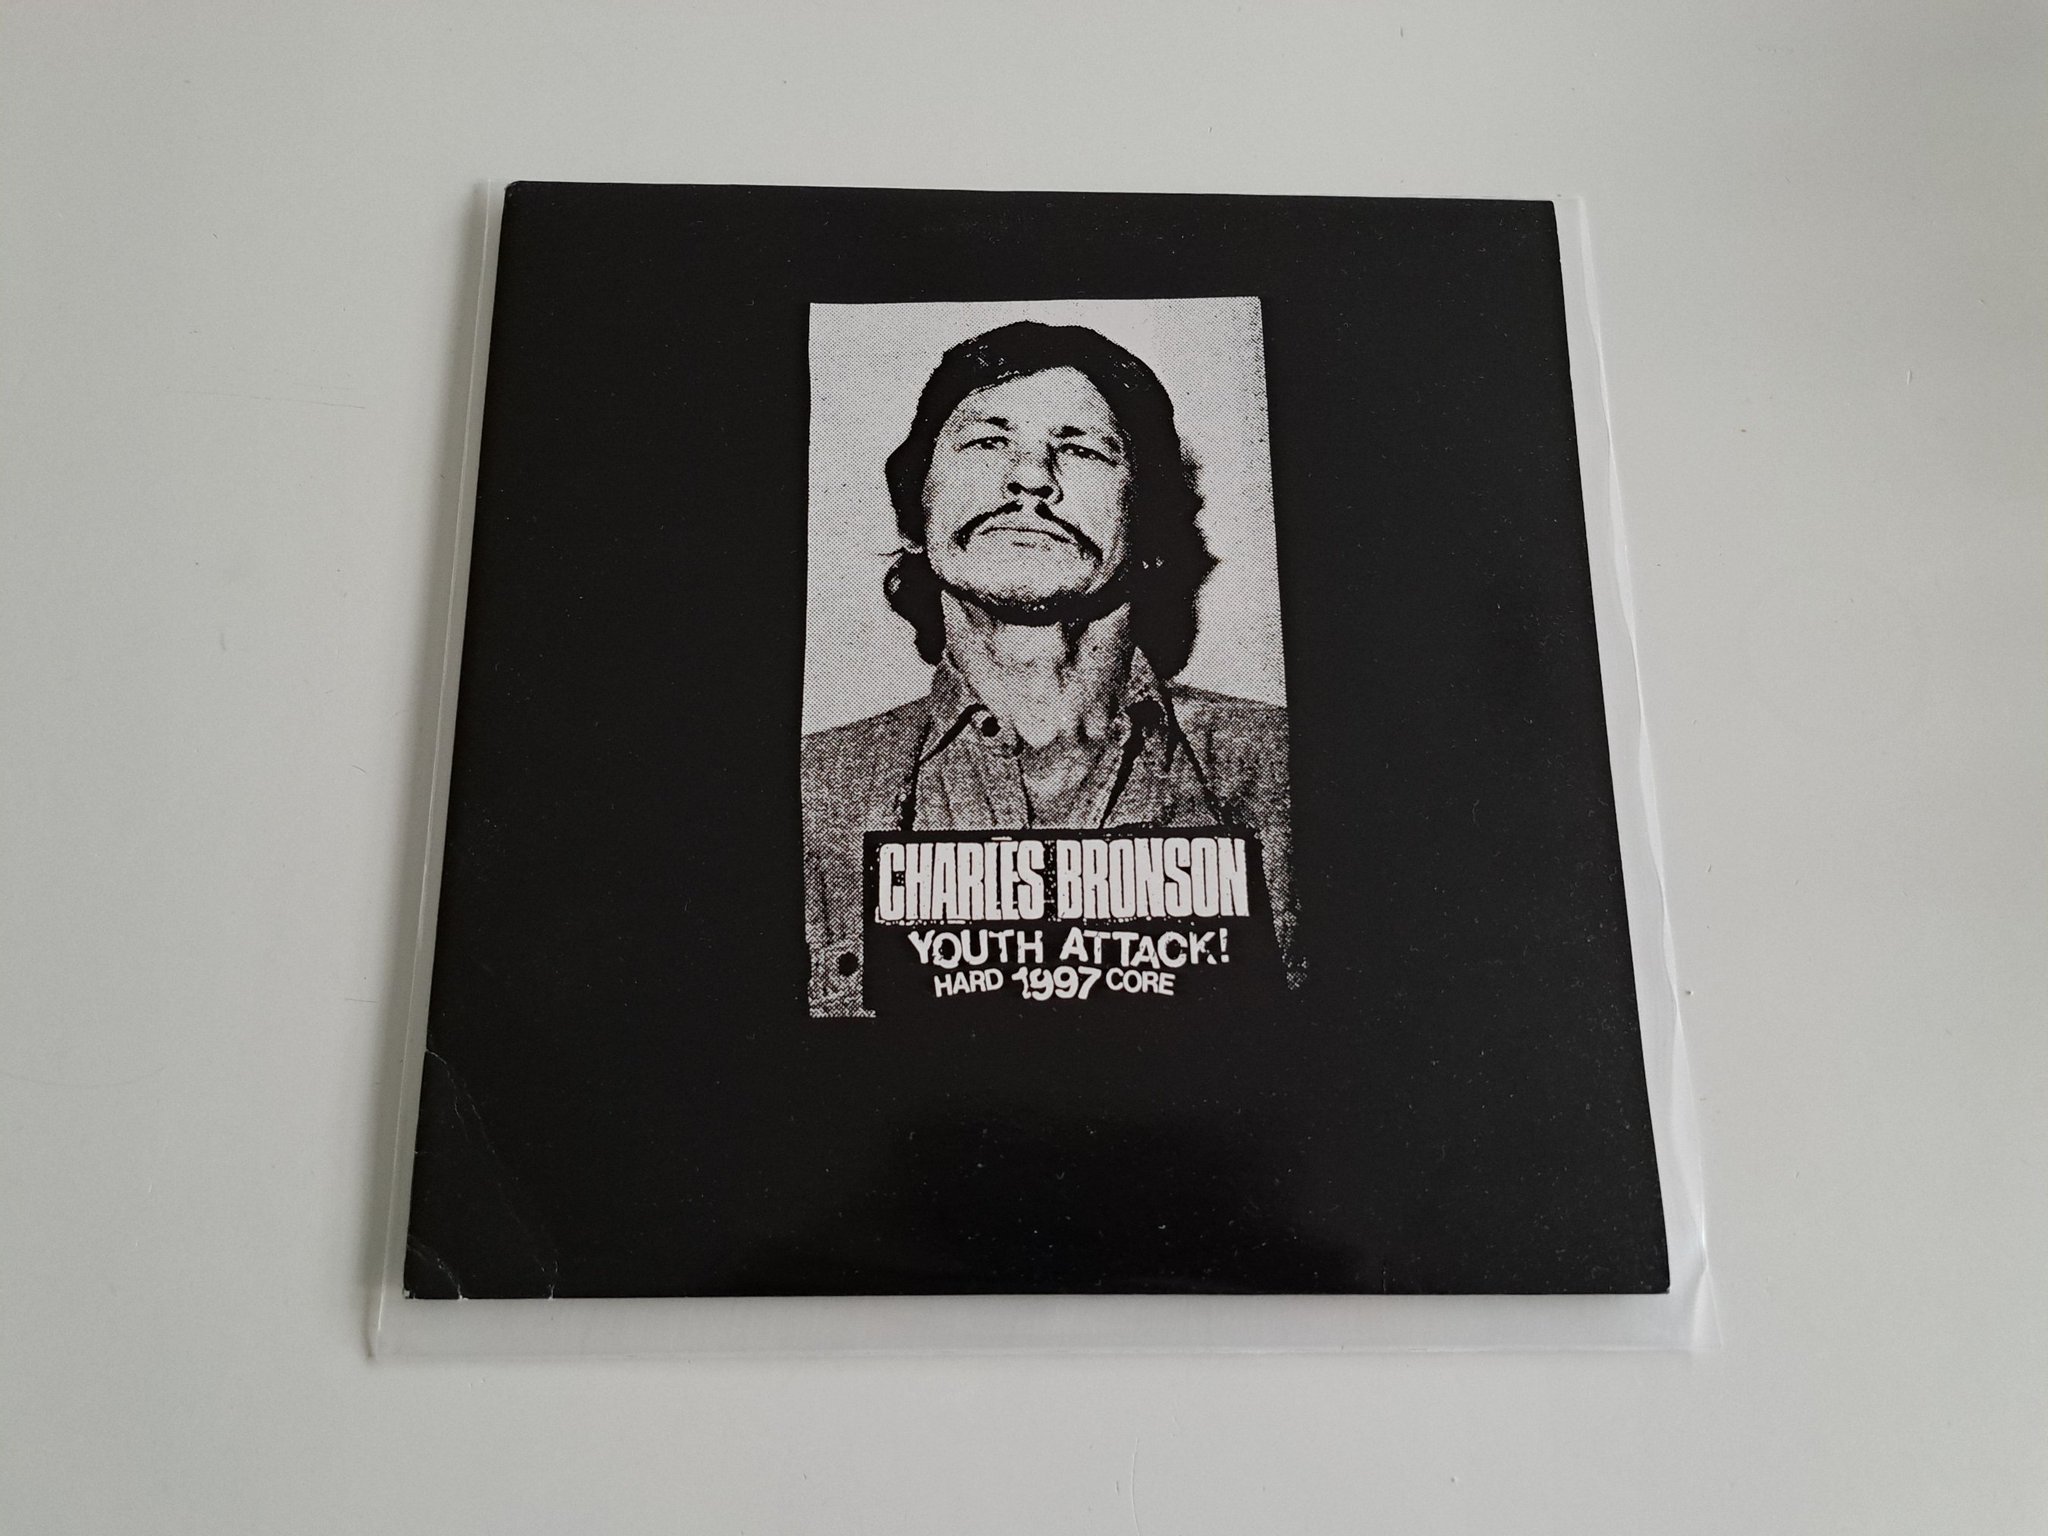 CHARLES BRONSON
YOUTH ATTACK!
HARD 1997 CORE